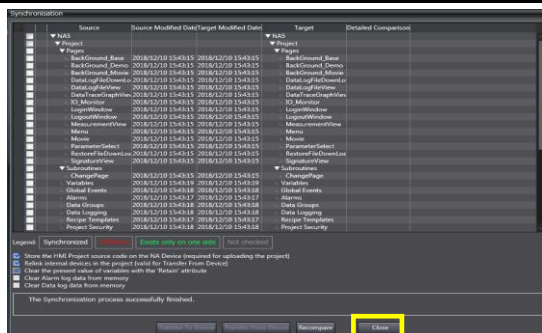 Synchronisation
Source Source Modified Date Target Modified Date Target Detailed Comparison
▼ NA5 ▼ NA5
▼ Project ▼ Project
▼ Pages ▼ Pages
BackGround_Base 2018/12/10 15:43:15 2018/12/10 15:43:15 BackGround_Base
BackGround_Demo 2018/12/10 15:43:15 2018/12/10 15:43:15 BackGround_Demo
BackGround_Movie 2018/12/10 15:43:15 2018/12/10 15:43:15 BackGround_Movie
DataLogFileDownLo 2018/12/10 15:43:15 2018/12/10 15:43:15 DataLogFileDownLo
DataLogFileView 2018/12/10 15:43:15 2018/12/10 15:43:15 DataLogFileView
DataTraceGraphView 2018/12/10 15:43:15 2018/12/10 15:43:15 DataTraceGraphView
IO_Monitor 2018/12/10 15:43:15 2018/12/10 15:43:15 IO_Monitor
LoginWindow 2018/12/10 15:43:15 2018/12/10 15:43:15 LoginWindow
LogoutWindow 2018/12/10 15:43:15 2018/12/10 15:43:15 LogoutWindow
MeasurementView 2018/12/10 15:43:15 2018/12/10 15:43:15 MeasurementView
Menu 2018/12/10 15:43:15 2018/12/10 15:43:15 Menu
Movie 2018/12/10 15:43:15 2018/12/10 15:43:15 Movie
ParameterSelect 2018/12/10 15:43:15 2018/12/10 15:43:15 ParameterSelect
RestoreFileDownLoa 2018/12/10 15:43:15 2018/12/10 15:43:15 RestoreFileDownLoa
SignatureView 2018/12/10 15:43:15 2018/12/10 15:43:15 SignatureView
▼ Subroutines ▼ Subroutines
ChangePage 2018/12/10 15:43:15 2018/12/10 15:43:15 ChangePage
Variables 2018/12/10 15:43:19 2018/12/10 15:43:19 Variables
Global Events 2018/12/10 15:43:18 2018/12/10 15:43:18 Global Events
Alarms 2018/12/10 15:43:17 2018/12/10 15:43:17 Alarms
Data Groups 2018/12/10 15:43:18 2018/12/10 15:43:18 Data Groups
Data Logging 2018/12/10 15:43:18 2018/12/10 15:43:18 Data Logging
Recipe Templates 2018/12/10 15:43:17 2018/12/10 15:43:17 Recipe Templates
Project Security 2018/12/10 15:43:18 2018/12/10 15:43:18 Project Security
Legend: Synchronized Exists only on one side Not checked
Store the HMI Project source code on the NA Device (required for uploading the project)
Relink internal devices in the project (valid for Transfer From Device)
Clear the present value of variables with the 'Retain' attribute
Clear Alarm log data from memory
Clear Data log data from memory
The Synchronization process successfully finished.
Transfer To Device Transfer From Device Recompare Close